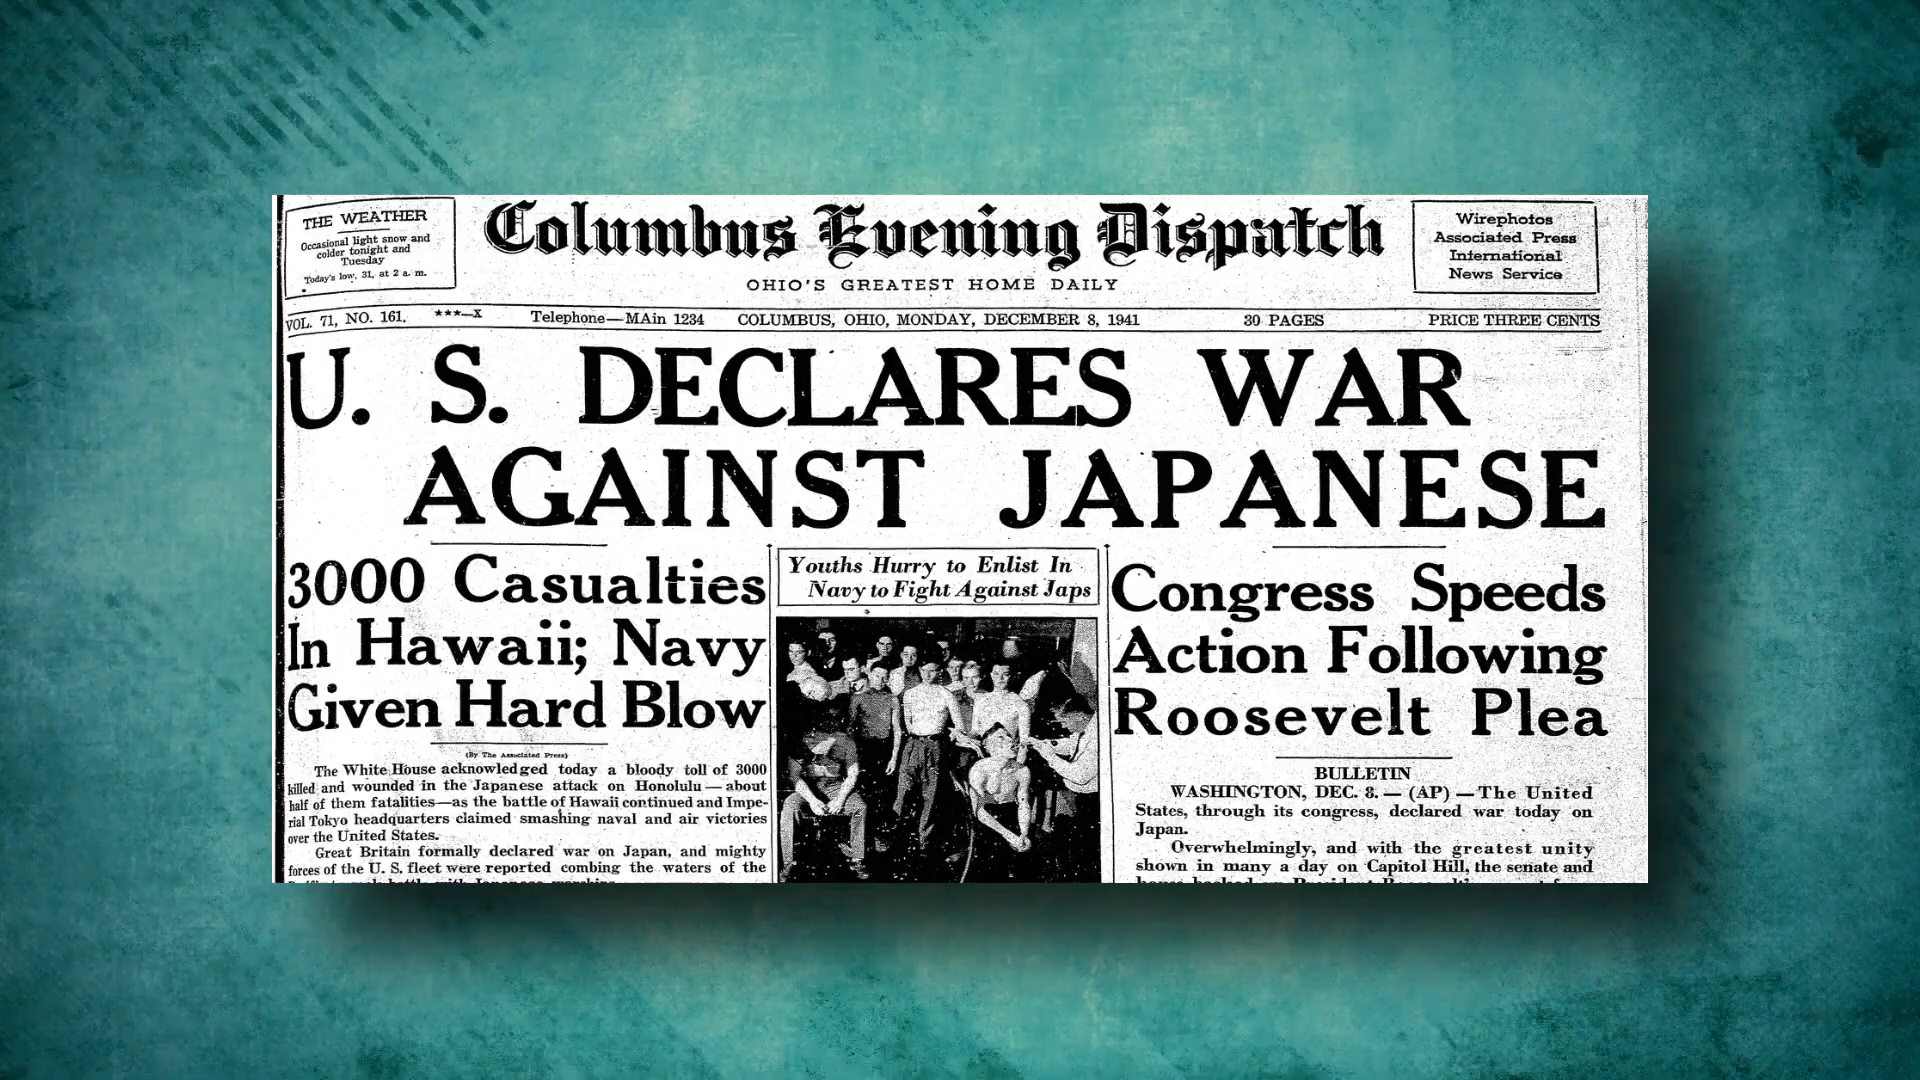 THE WEATHER
Occasional light snow and
colder tonight and
Tuesday
Today's low, 31, at 2 a. m.
Columbus Evening Dispatch
OHIO'S GREATEST HOME DAILY
Wirephotos
Associated Press
International
News Service
VOL. 71, NO. 161. ***—X Telephone—MAin 1234 COLUMBUS, OHIO, MONDAY, DECEMBER 8, 1941 30 PAGES PRICE THREE CENTS
U. S. DECLARES WAR
AGAINST JAPANESE
3000 Casualties
In Hawaii; Navy
Given Hard Blow
(By The Associated Press)
The White House acknowledged today a bloody toll of 3000
killed and wounded in the Japanese attack on Honolulu—about
half of them fatalities—as the battle of Hawaii continued and Impe-
rial Tokyo headquarters claimed smashing naval and air victories
over the United States.
Great Britain formally declared war on Japan, and mighty
forces of the U. S. fleet were reported combing the waters of the
Youths Hurry to Enlist In
Navy to Fight Against Japs
Congress Speeds
Action Following
Roosevelt Plea
BULLETIN
WASHINGTON, DEC. 8. — (AP) —The United
States, through its congress, declared war today on
Japan.
Overwhelmingly, and with the greatest unity
shown in many a day on Capitol Hill, the senate and